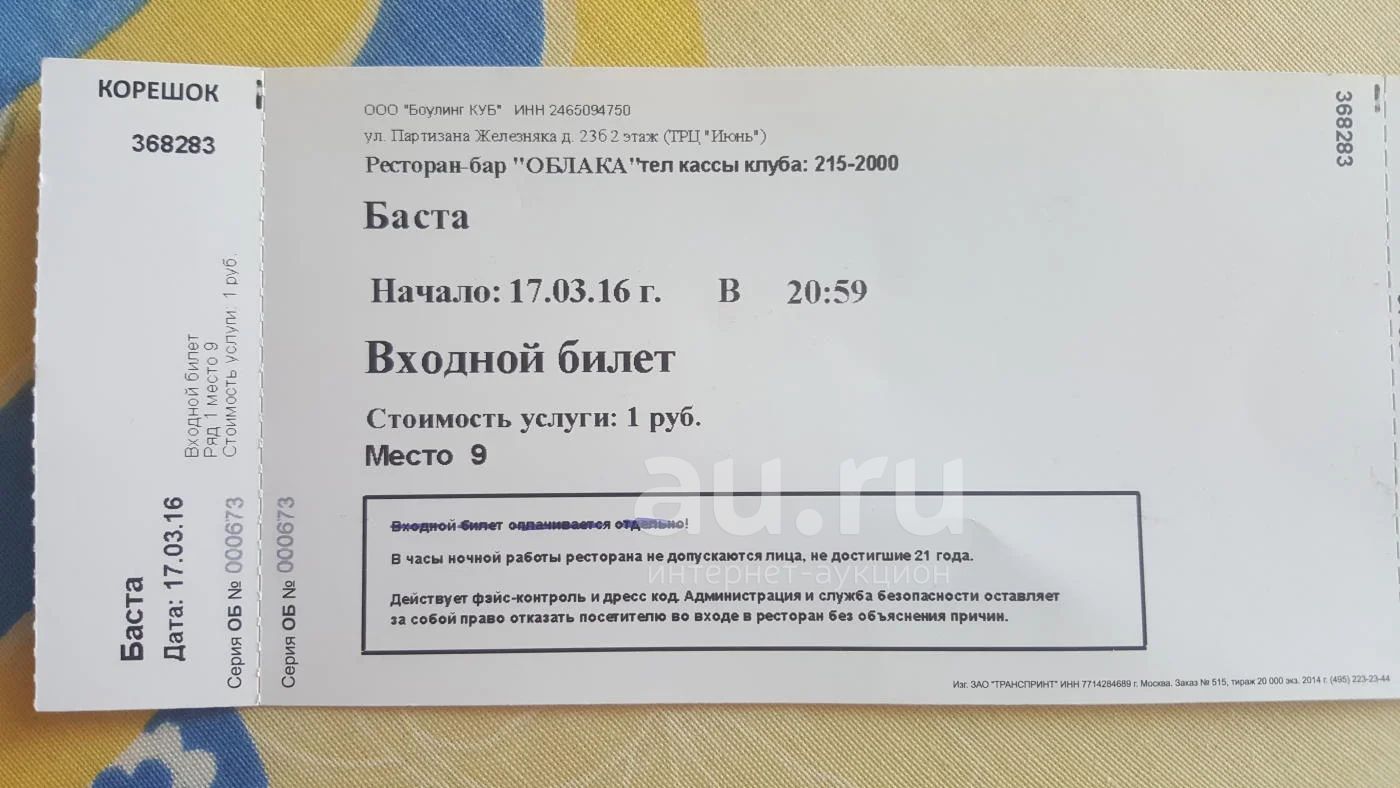 КОРЕШОК
368283
Входной билет
Ряд 1 место 9
Стоимость услуги: 1 руб.
Баста
Дата: 17.03.16
Серия ОБ № 000673
Серия ОБ № 000673
ООО "Боулинг КУБ" ИНН 2465094750
ул. Партизана Железняка д. 23б 2 этаж (ТРЦ "Июнь")
Ресторан-бар "ОБЛАКА"тел кассы клуба: 215-2000
Баста
Начало: 17.03.16 г. В 20:59
Входной билет
Стоимость услуги: 1 руб.
Место 9
au.ru
интернет-аукцион
Входной билет оплачивается отдельно!
В часы ночной работы ресторана не допускаются лица, не достигшие 21 года.
Действует фэйс-контроль и дресс код. Администрация и служба безопасности оставляет
за собой право отказать посетителю во входе в ресторан без объяснения причин.
368283
Изг. ЗАО "ТРАНСПРИНТ" ИНН 7714284689 г. Москва. Заказ № 515, тираж 20 000 экз. 2014 г. (495) 223-23-44